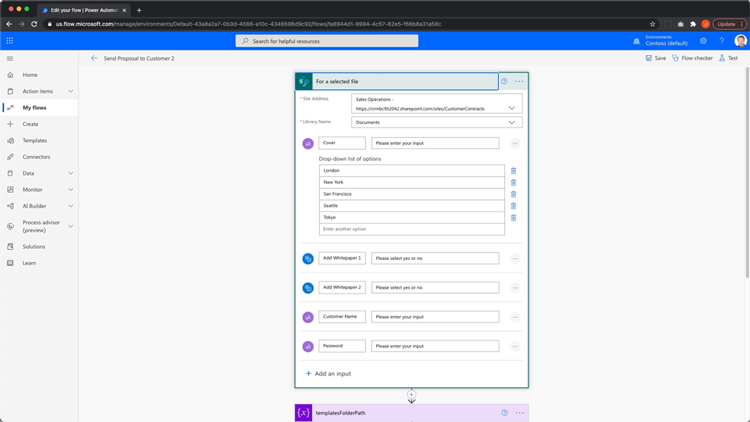 Edit your flow | Power Automat
us.flow.microsoft.com/manage/environments/Default-43a8a2a7-0b3d-4566-a10c-4346596d9c92/flows/fa8944d1-9994-4c57-82e5-f66b6a31a58c
Update
Search for helpful resources
Environments
Contoso (default)
Send Proposal to Customer 2
Save
Flow checker
Test
Home
Action items
My flows
Create
Templates
Connectors
Data
Monitor
AI Builder
Process advisor
(preview)
Solutions
Learn
For a selected file
* Site Address
Sales Operations -
https://crmbc932042.sharepoint.com/sites/CustomerContracts
* Library Name
Documents
Cover
Please enter your input
Drop-down list of options
London
New York
San Francisco
Seattle
Tokyo
Enter another option
Add Whitepaper 1
Please select yes or no
Add Whitepaper 2
Please select yes or no
Customer Name
Please enter your input
Password
Please enter your input
Add an input
templatesFolderPath